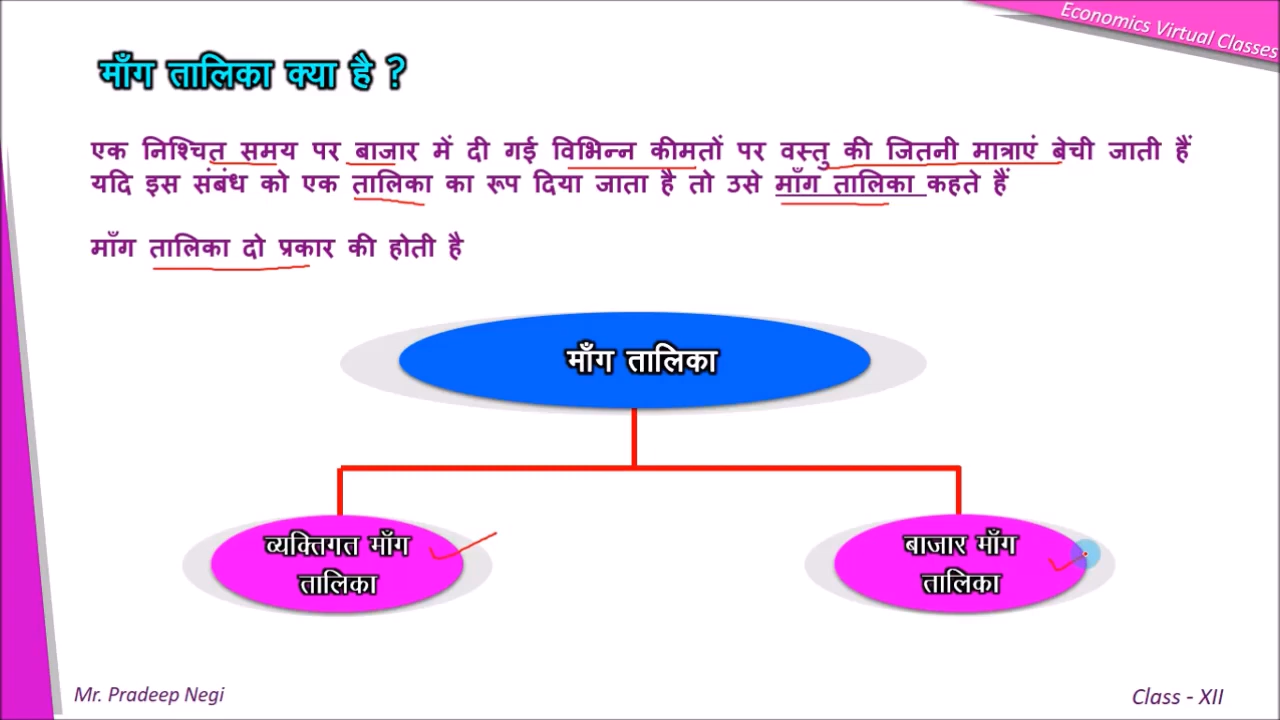 Economics Virtual Classes
माँग तालिका क्या है ?
एक निश्चित समय पर बाजार में दी गई विभिन्न कीमतों पर वस्तु की जितनी मात्राएं बेची जाती हैं
यदि इस संबंध को एक तालिका का रूप दिया जाता है तो उसे माँग तालिका कहते हैं
माँग तालिका दो प्रकार की होती है
माँग तालिका
व्यक्तिगत माँग
तालिका
बाजार माँग
तालिका
Mr. Pradeep Negi
Class - XII